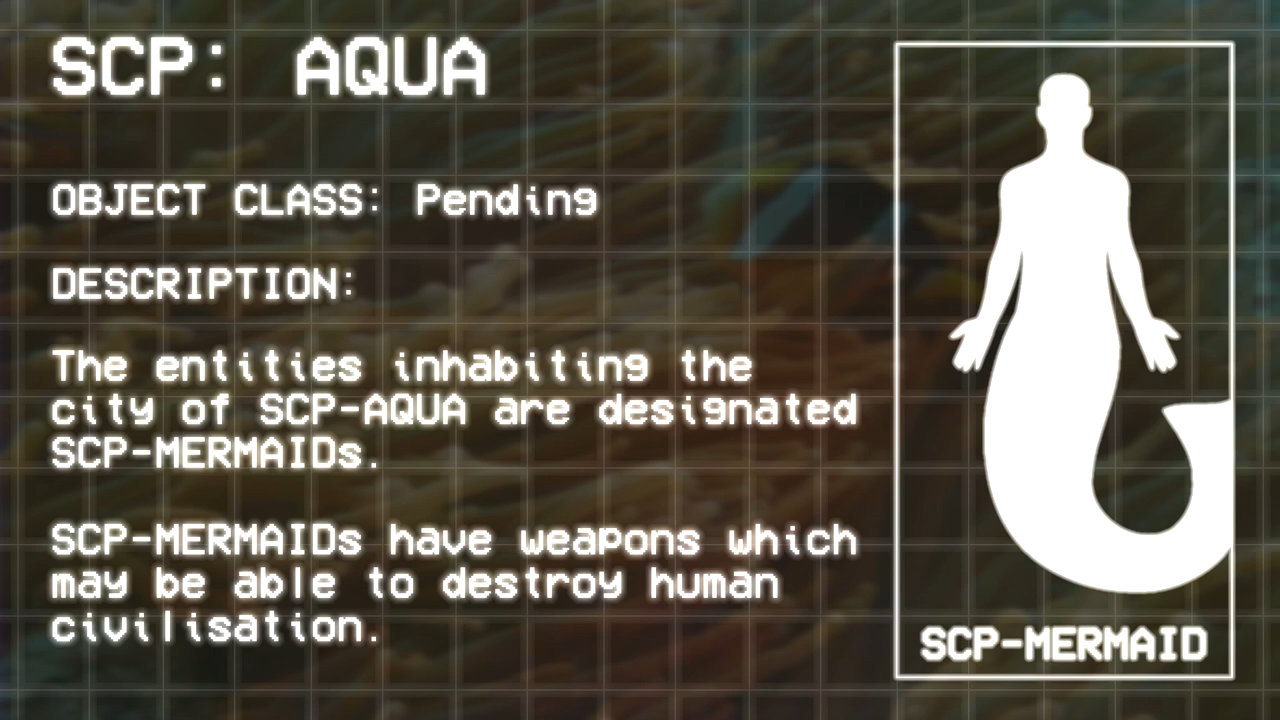 SCP: AQUA
OBJECT CLASS: Pending
DESCRIPTION:
The entities inhabiting the
city of SCP-AQUA are designated
SCP-MERMAIDs.
SCP-MERMAIDs have weapons which
may be able to destroy human
civilisation.
SCP-MERMAID